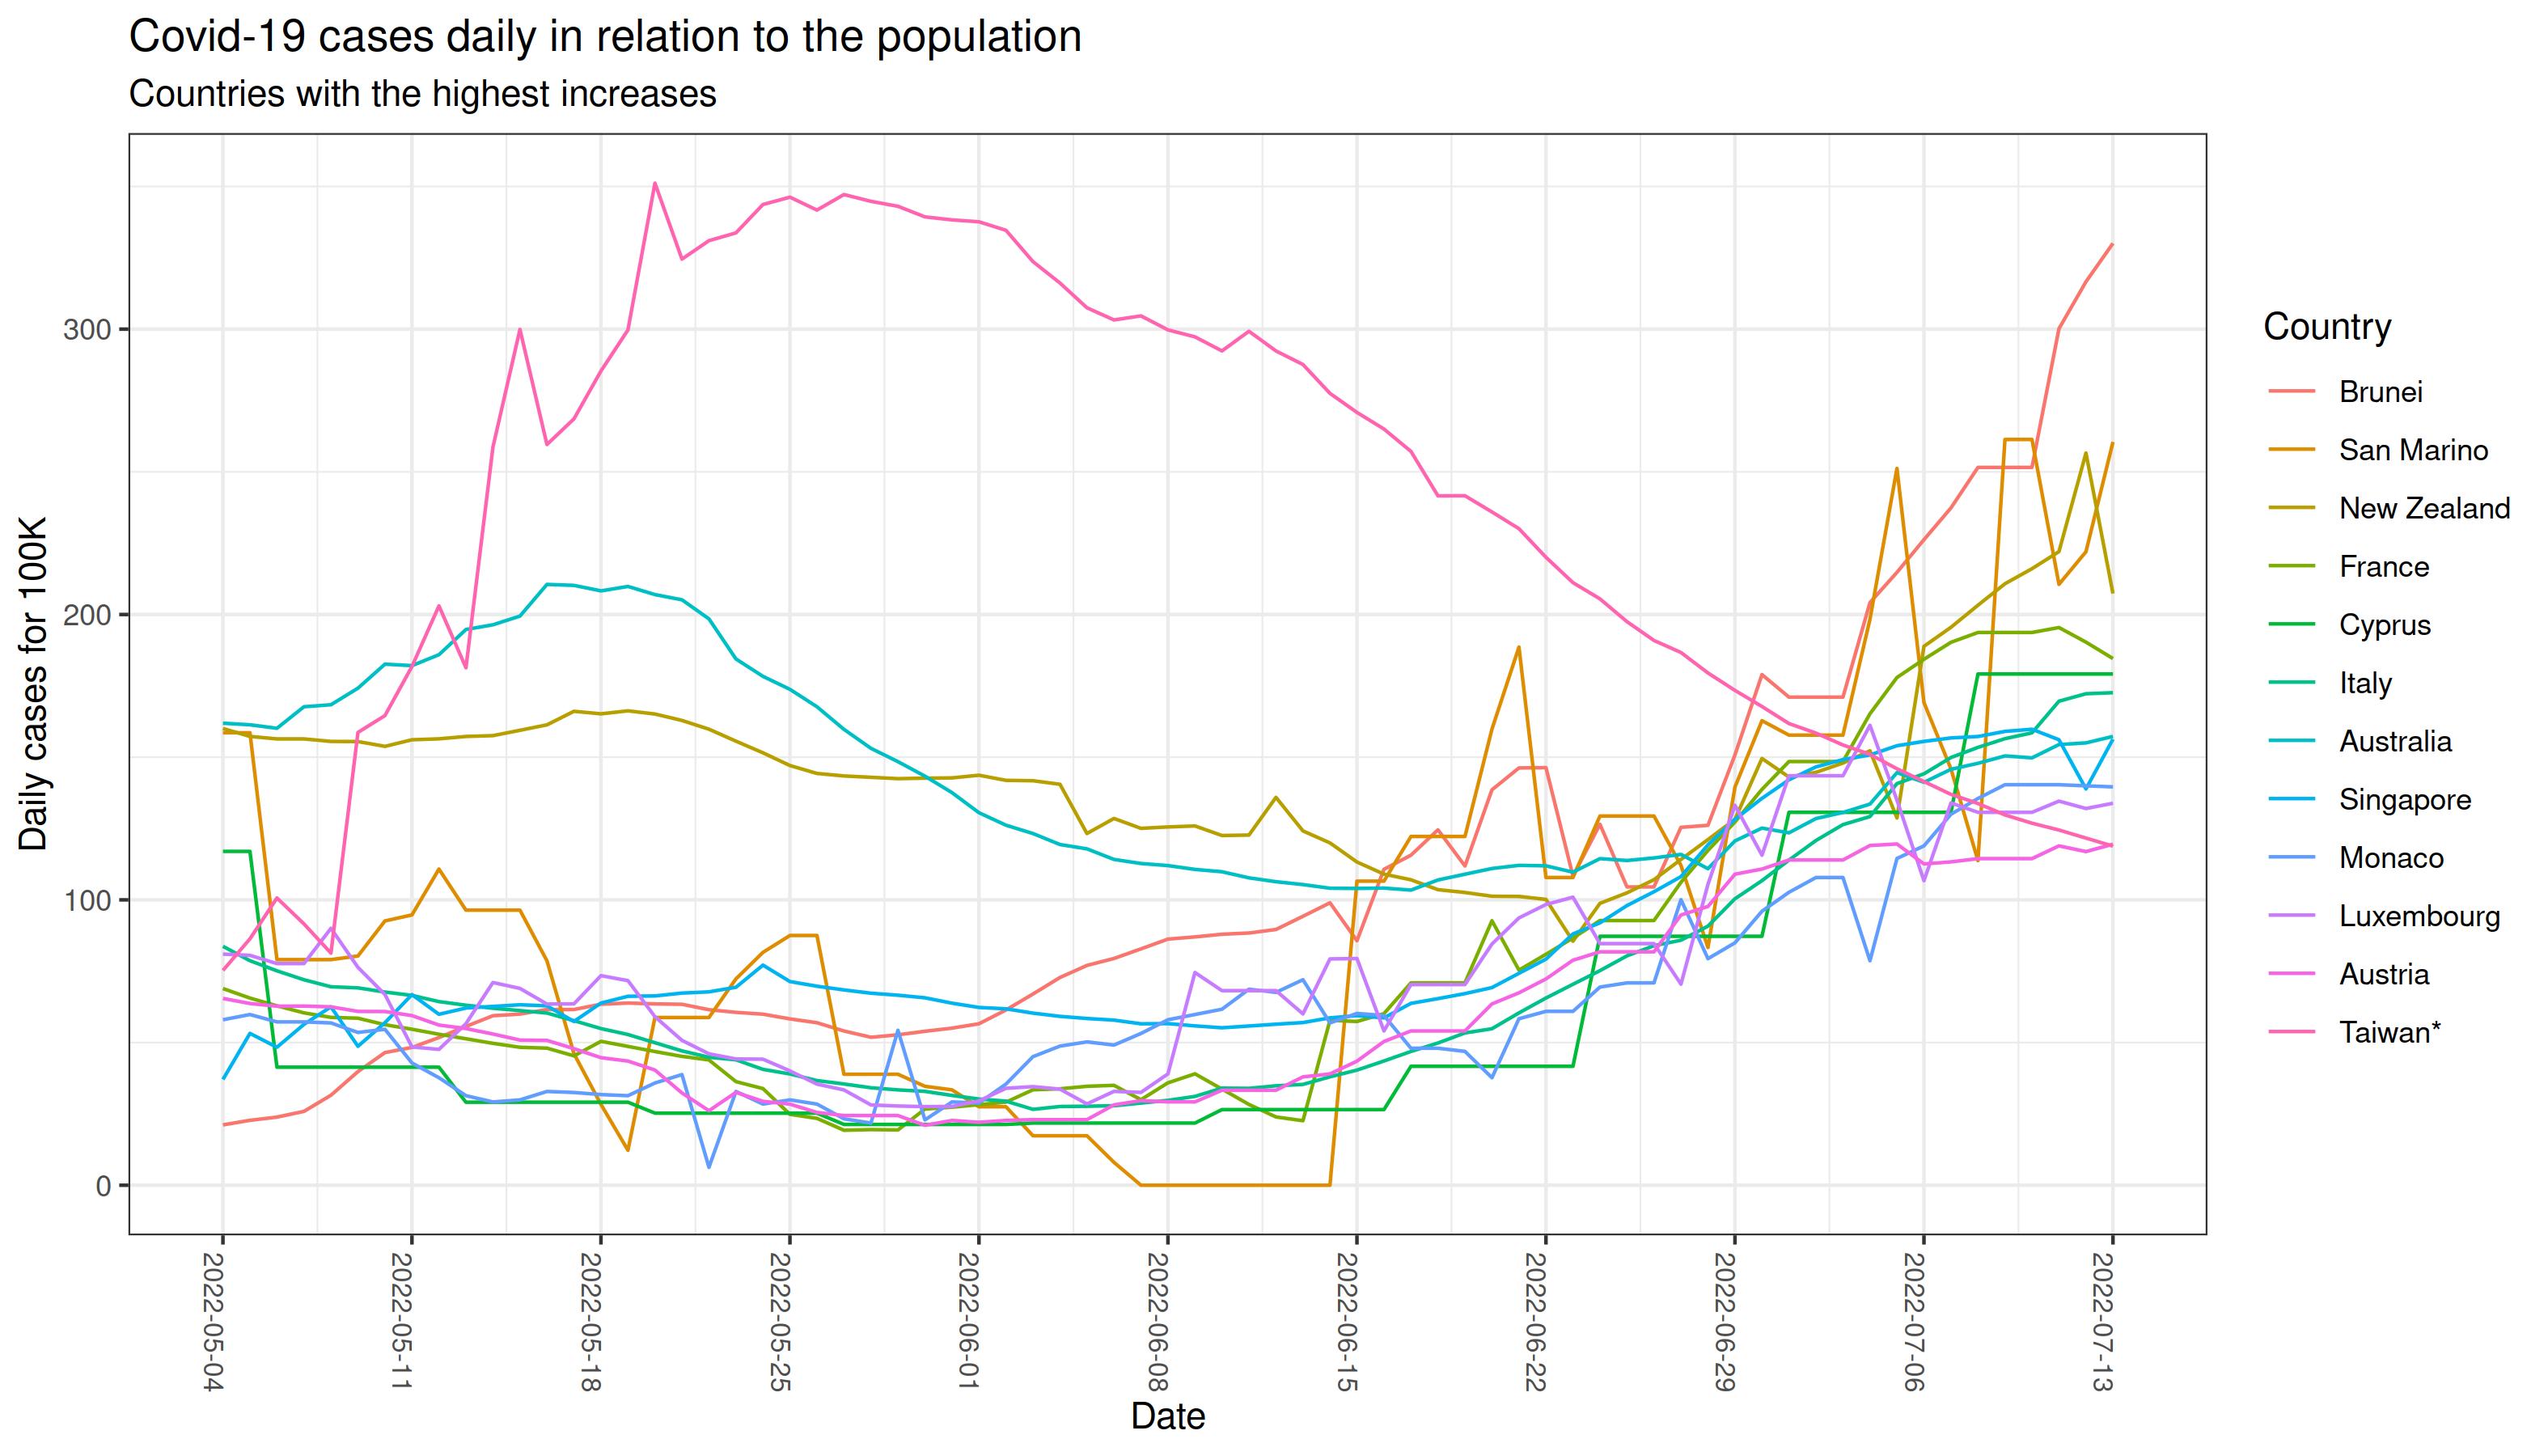 Covid-19 cases daily in relation to the population
Countries with the highest increases
Daily cases for 100K
300
200
100
0
2022-05-04
2022-05-11
2022-05-18
2022-05-25
2022-06-01
2022-06-08
2022-06-15
2022-06-22
2022-06-29
2022-07-06
2022-07-13
Date
Country
Brunei
San Marino
New Zealand
France
Cyprus
Italy
Australia
Singapore
Monaco
Luxembourg
Austria
Taiwan*